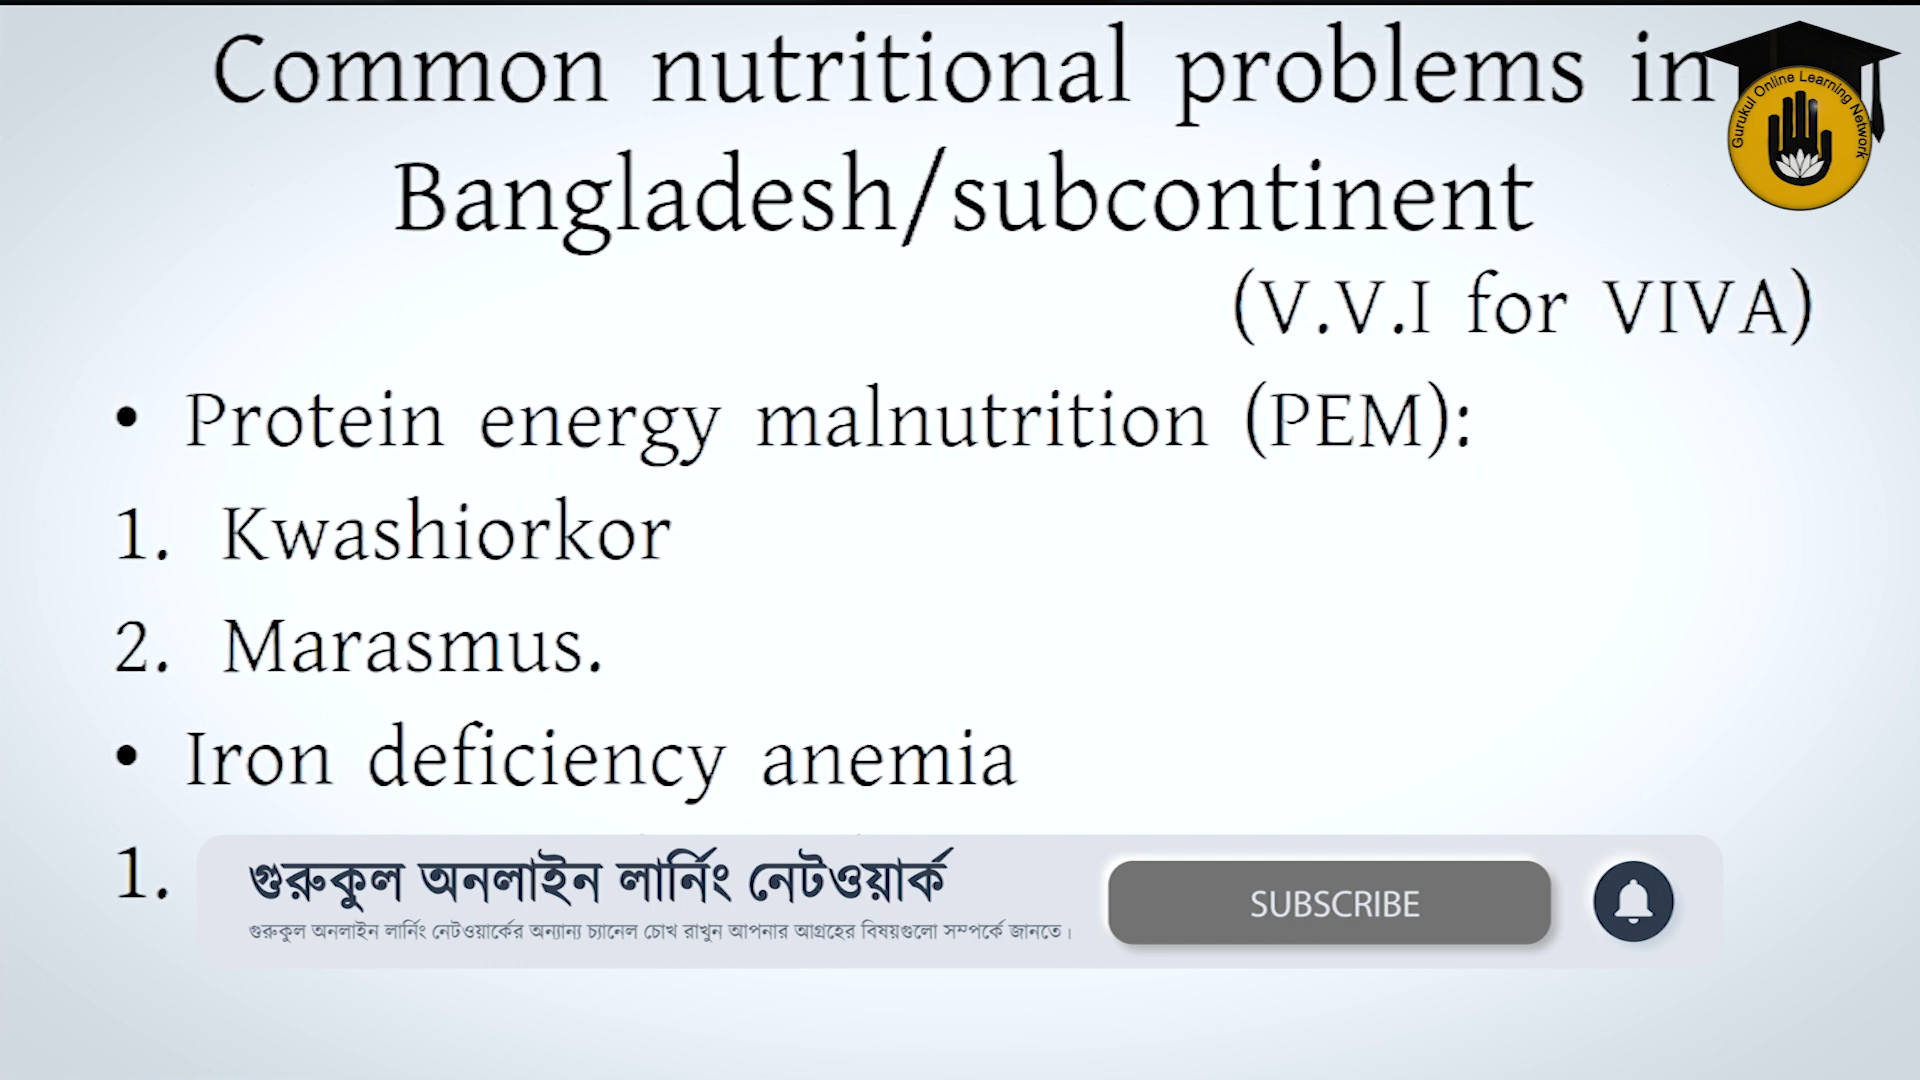 Common nutritional problems in
Bangladesh/subcontinent
(V.V.I for VIVA)
• Protein energy malnutrition (PEM):
1. Kwashiorkor
2. Marasmus.
• Iron deficiency anemia
1.
গুরুকুল অনলাইন লার্নিং নেটওয়ার্ক
গুরুকুল অনলাইন লার্নিং নেটওয়ার্কের অন্যান্য চ্যানেল চোখ রাখুন আপনার আগ্রহের বিষয়গুলো সম্পর্কে জানতে।
SUBSCRIBE
Gurukul Online Learning Network